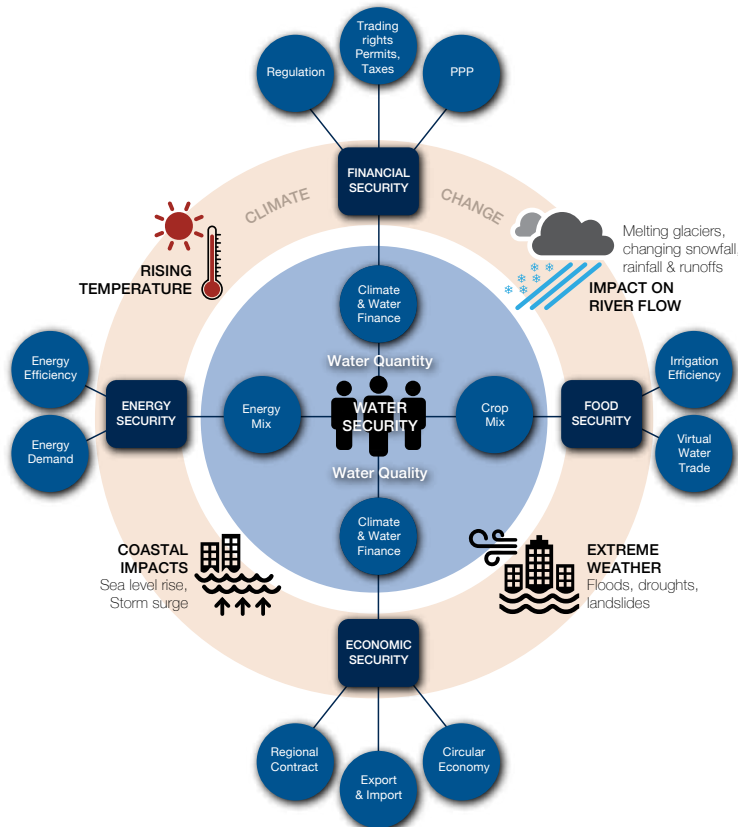 Trading
rights
Permits,
Taxes
Regulation
PPP
FINANCIAL
SECURITY
CLIMATE
CHANGE
Melting glaciers,
changing snowfall,
rainfall & runoffs
IMPACT ON
RIVER FLOW
RISING
TEMPERATURE
Climate
& Water
Finance
Water Quantity
Energy
Efficiency
Energy
Demand
ENERGY
SECURITY
Energy
Mix
WATER
SECURITY
Crop
Mix
FOOD
SECURITY
Irrigation
Efficiency
Virtual
Water
Trade
Water Quality
Climate
& Water
Finance
COASTAL
IMPACTS
Sea level rise,
Storm surge
EXTREME
WEATHER
Floods, droughts,
landslides
ECONOMIC
SECURITY
Regional
Contract
Export
& Import
Circular
Economy